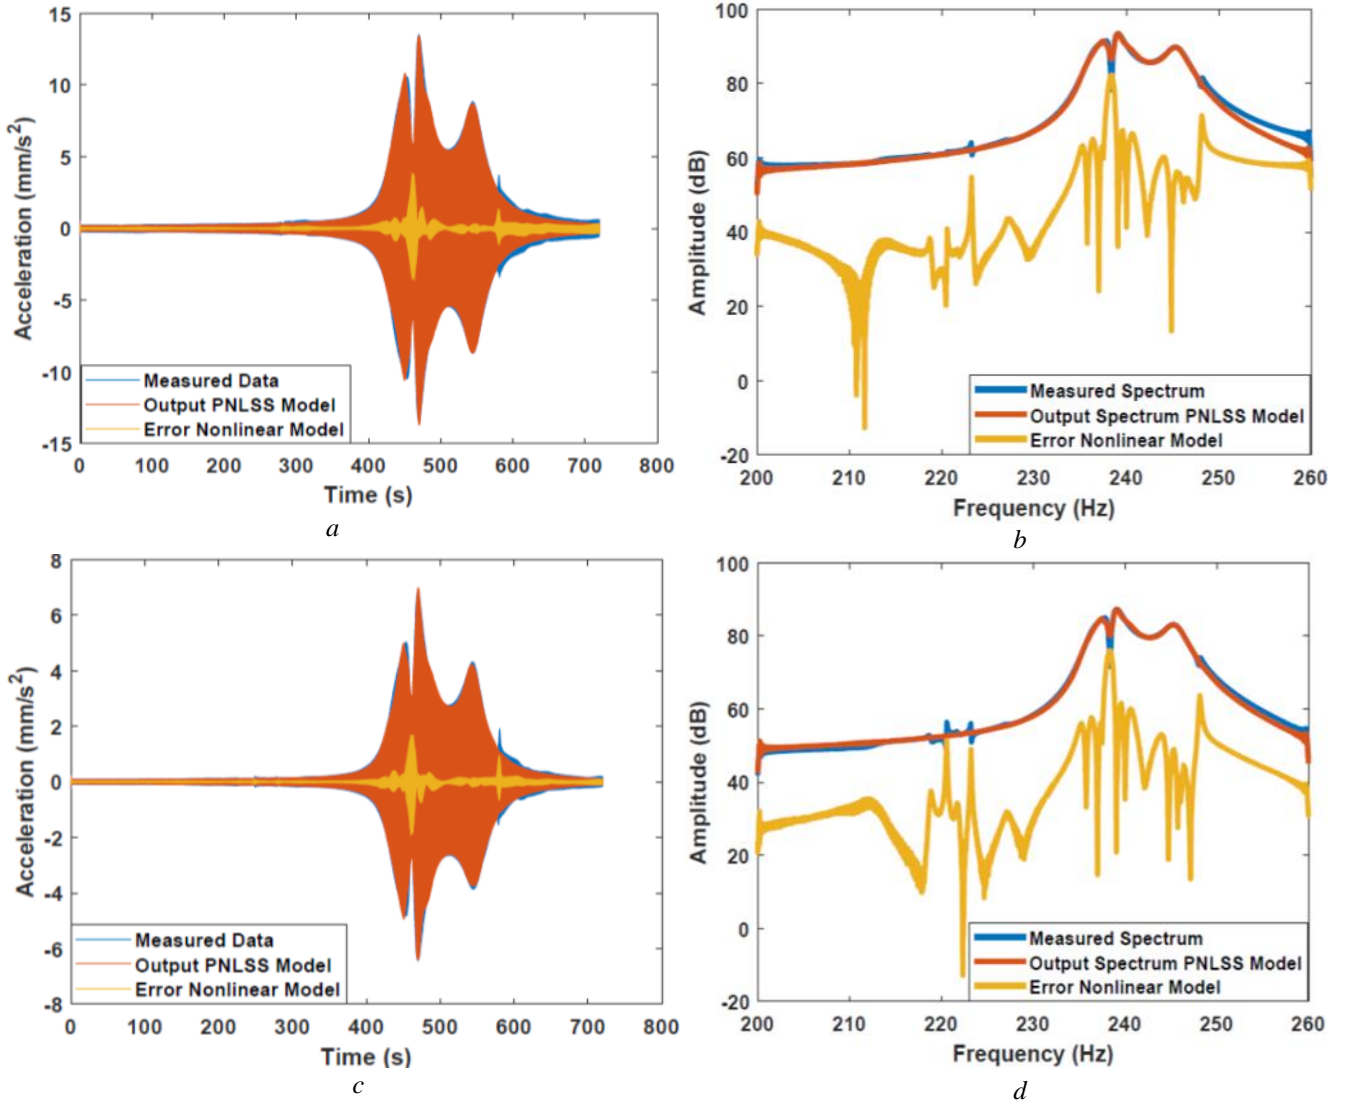 15
10
5
0
-5
-10
-15
Acceleration (mm/s²)
Measured Data
Output PNLSS Model
Error Nonlinear Model
0 100 200 300 400 500 600 700 800
Time (s)
a
100
80
60
40
20
0
-20
Amplitude (dB)
Measured Spectrum
Output Spectrum PNLSS Model
Error Nonlinear Model
200 210 220 230 240 250 260
Frequency (Hz)
b
8
6
4
2
0
-2
-4
-6
-8
Acceleration (mm/s²)
Measured Data
Output PNLSS Model
Error Nonlinear Model
0 100 200 300 400 500 600 700 800
Time (s)
c
100
80
60
40
20
0
-20
Amplitude (dB)
Measured Spectrum
Output Spectrum PNLSS Model
Error Nonlinear Model
200 210 220 230 240 250 260
Frequency (Hz)
d